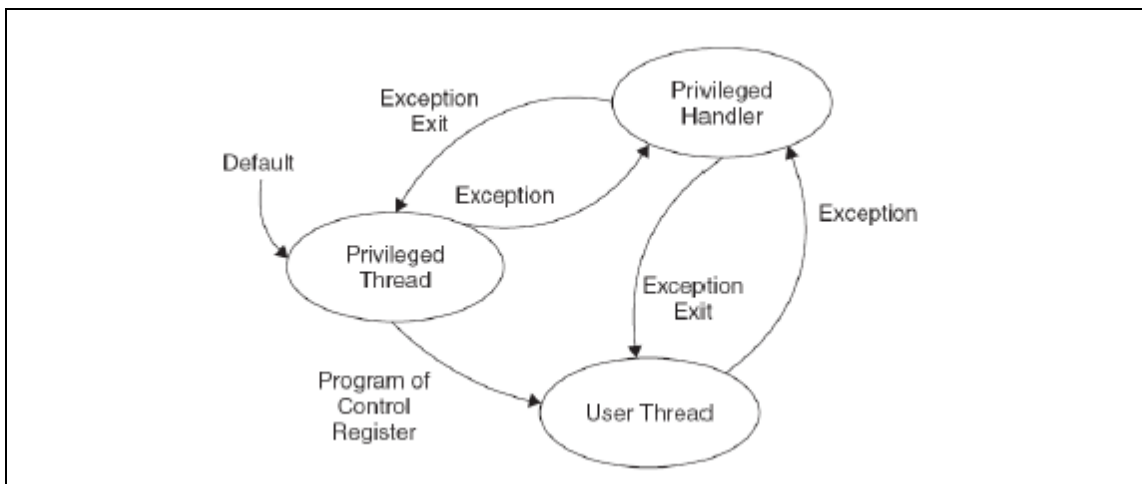 Privileged
Handler
Exception
Exit
Default
Exception
Exception
Privileged
Thread
Exception
Exit
Program of
Control
Register
User Thread